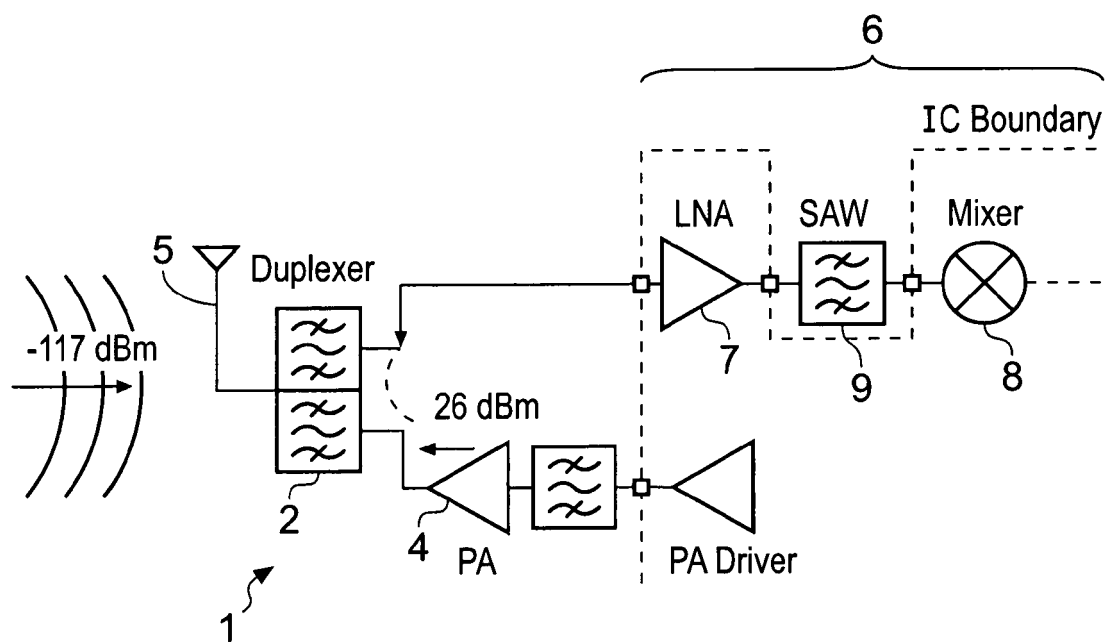 6
IC Boundary
LNA
SAW
Mixer
5
Duplexer
-117 dBm
7
9
8
26 dBm
2
4
PA
PA Driver
1